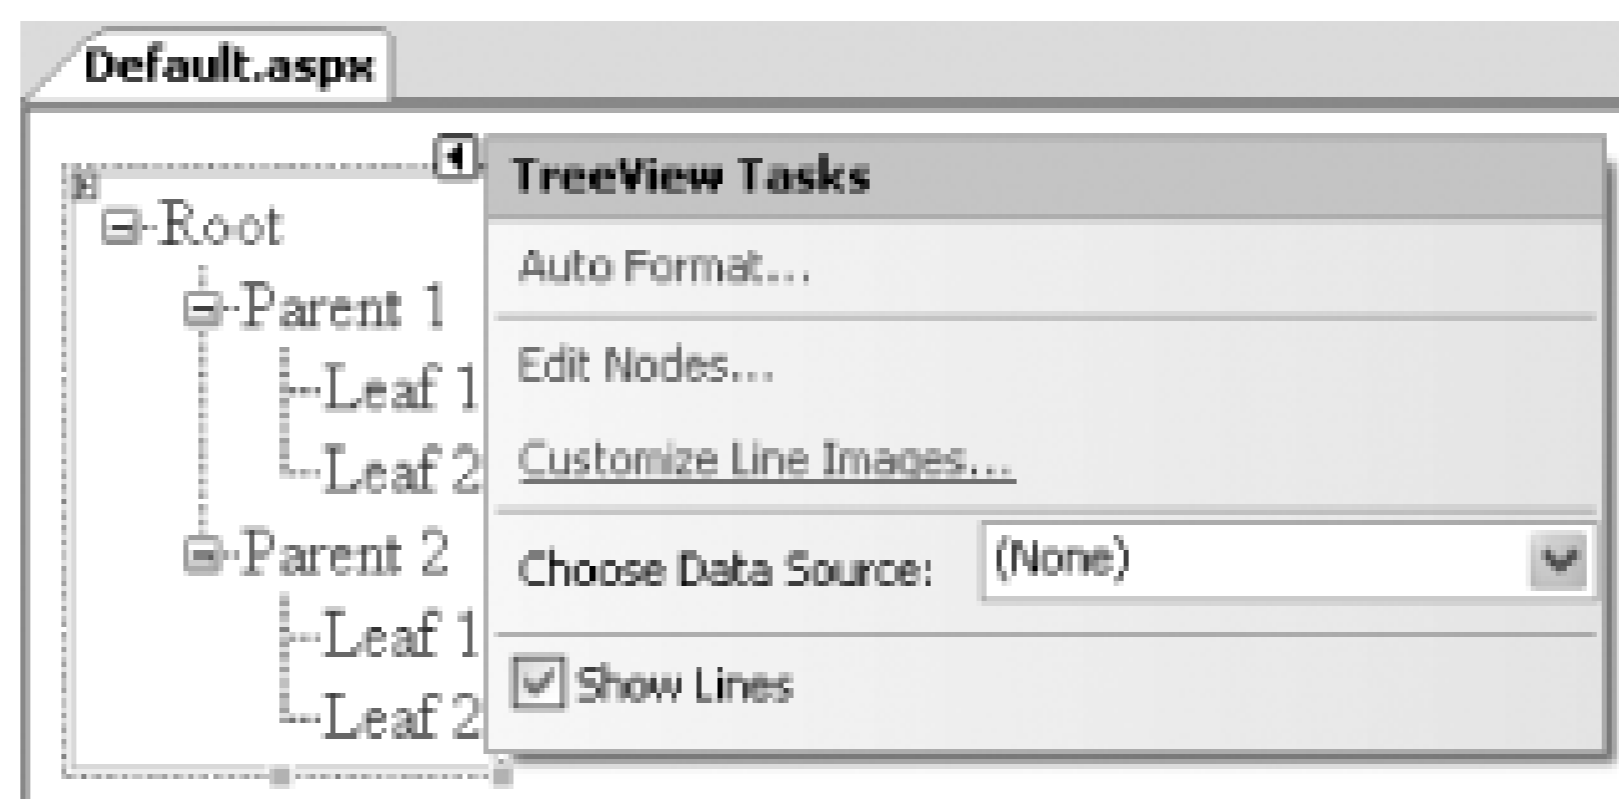 Default.aspx
Root
Parent 1
Leaf 1
Leaf 2
Parent 2
Leaf 1
Leaf 2
TreeView Tasks
Auto Format...
Edit Nodes...
Customize Line Images...
Choose Data Source: (None)
Show Lines